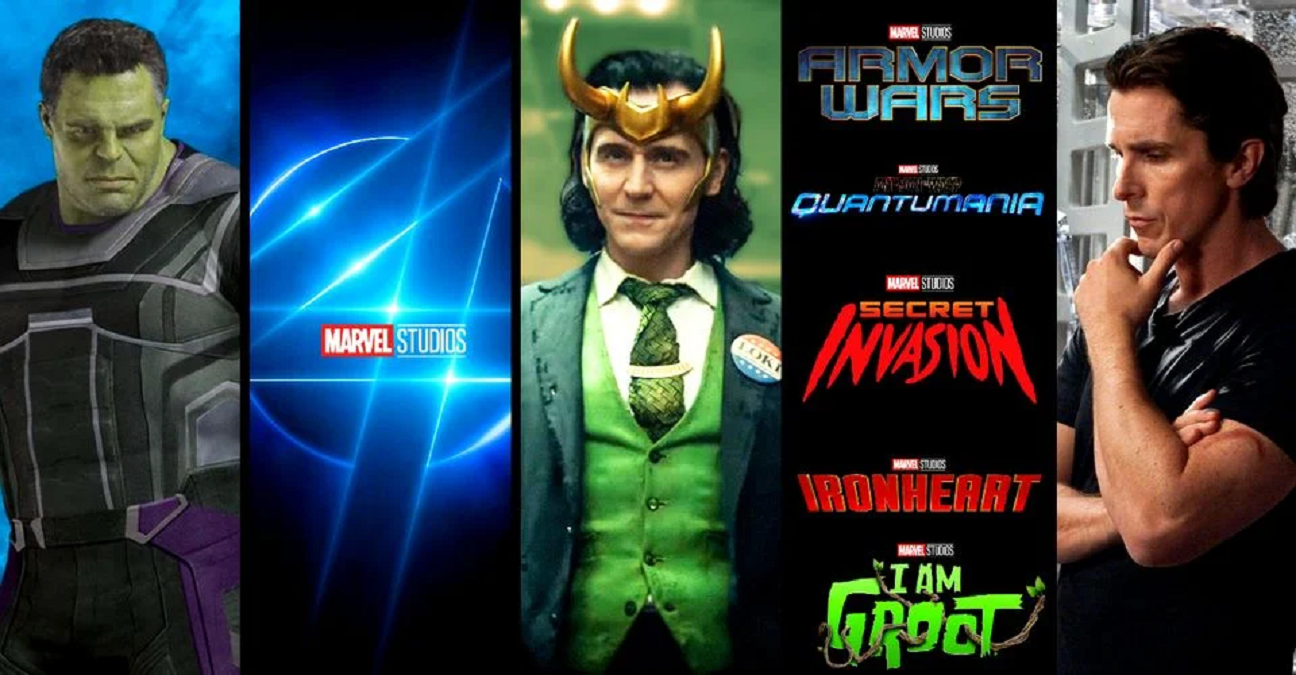 MARVEL STUDIOS
LOKI
MARVEL STUDIOS
ARMOR
WARS
MARVEL STUDIOS
QUANTUMANIA
MARVEL STUDIOS
SECRET
INVASION
MARVEL STUDIOS
IRONHEART
MARVEL STUDIOS
I AM
GROOT